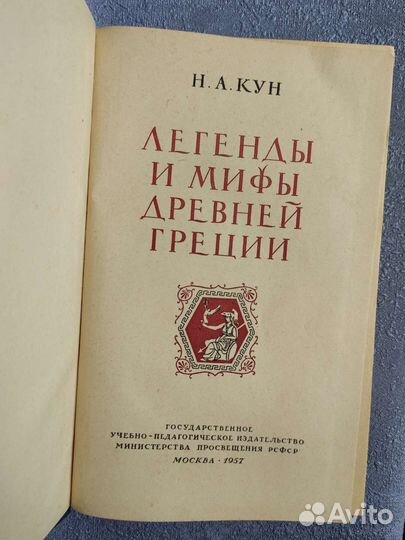 Н. А. КУН
ЛЕГЕНДЫ
И МИФЫ
ДРЕВНЕЙ
ГРЕЦИИ
ГОСУДАРСТВЕННОЕ
УЧЕБНО-ПЕДАГОГИЧЕСКОЕ ИЗДАТЕЛЬСТВО
МИНИСТЕРСТВА ПРОСВЕЩЕНИЯ РСФСР
МОСКВА · 1957
Avito